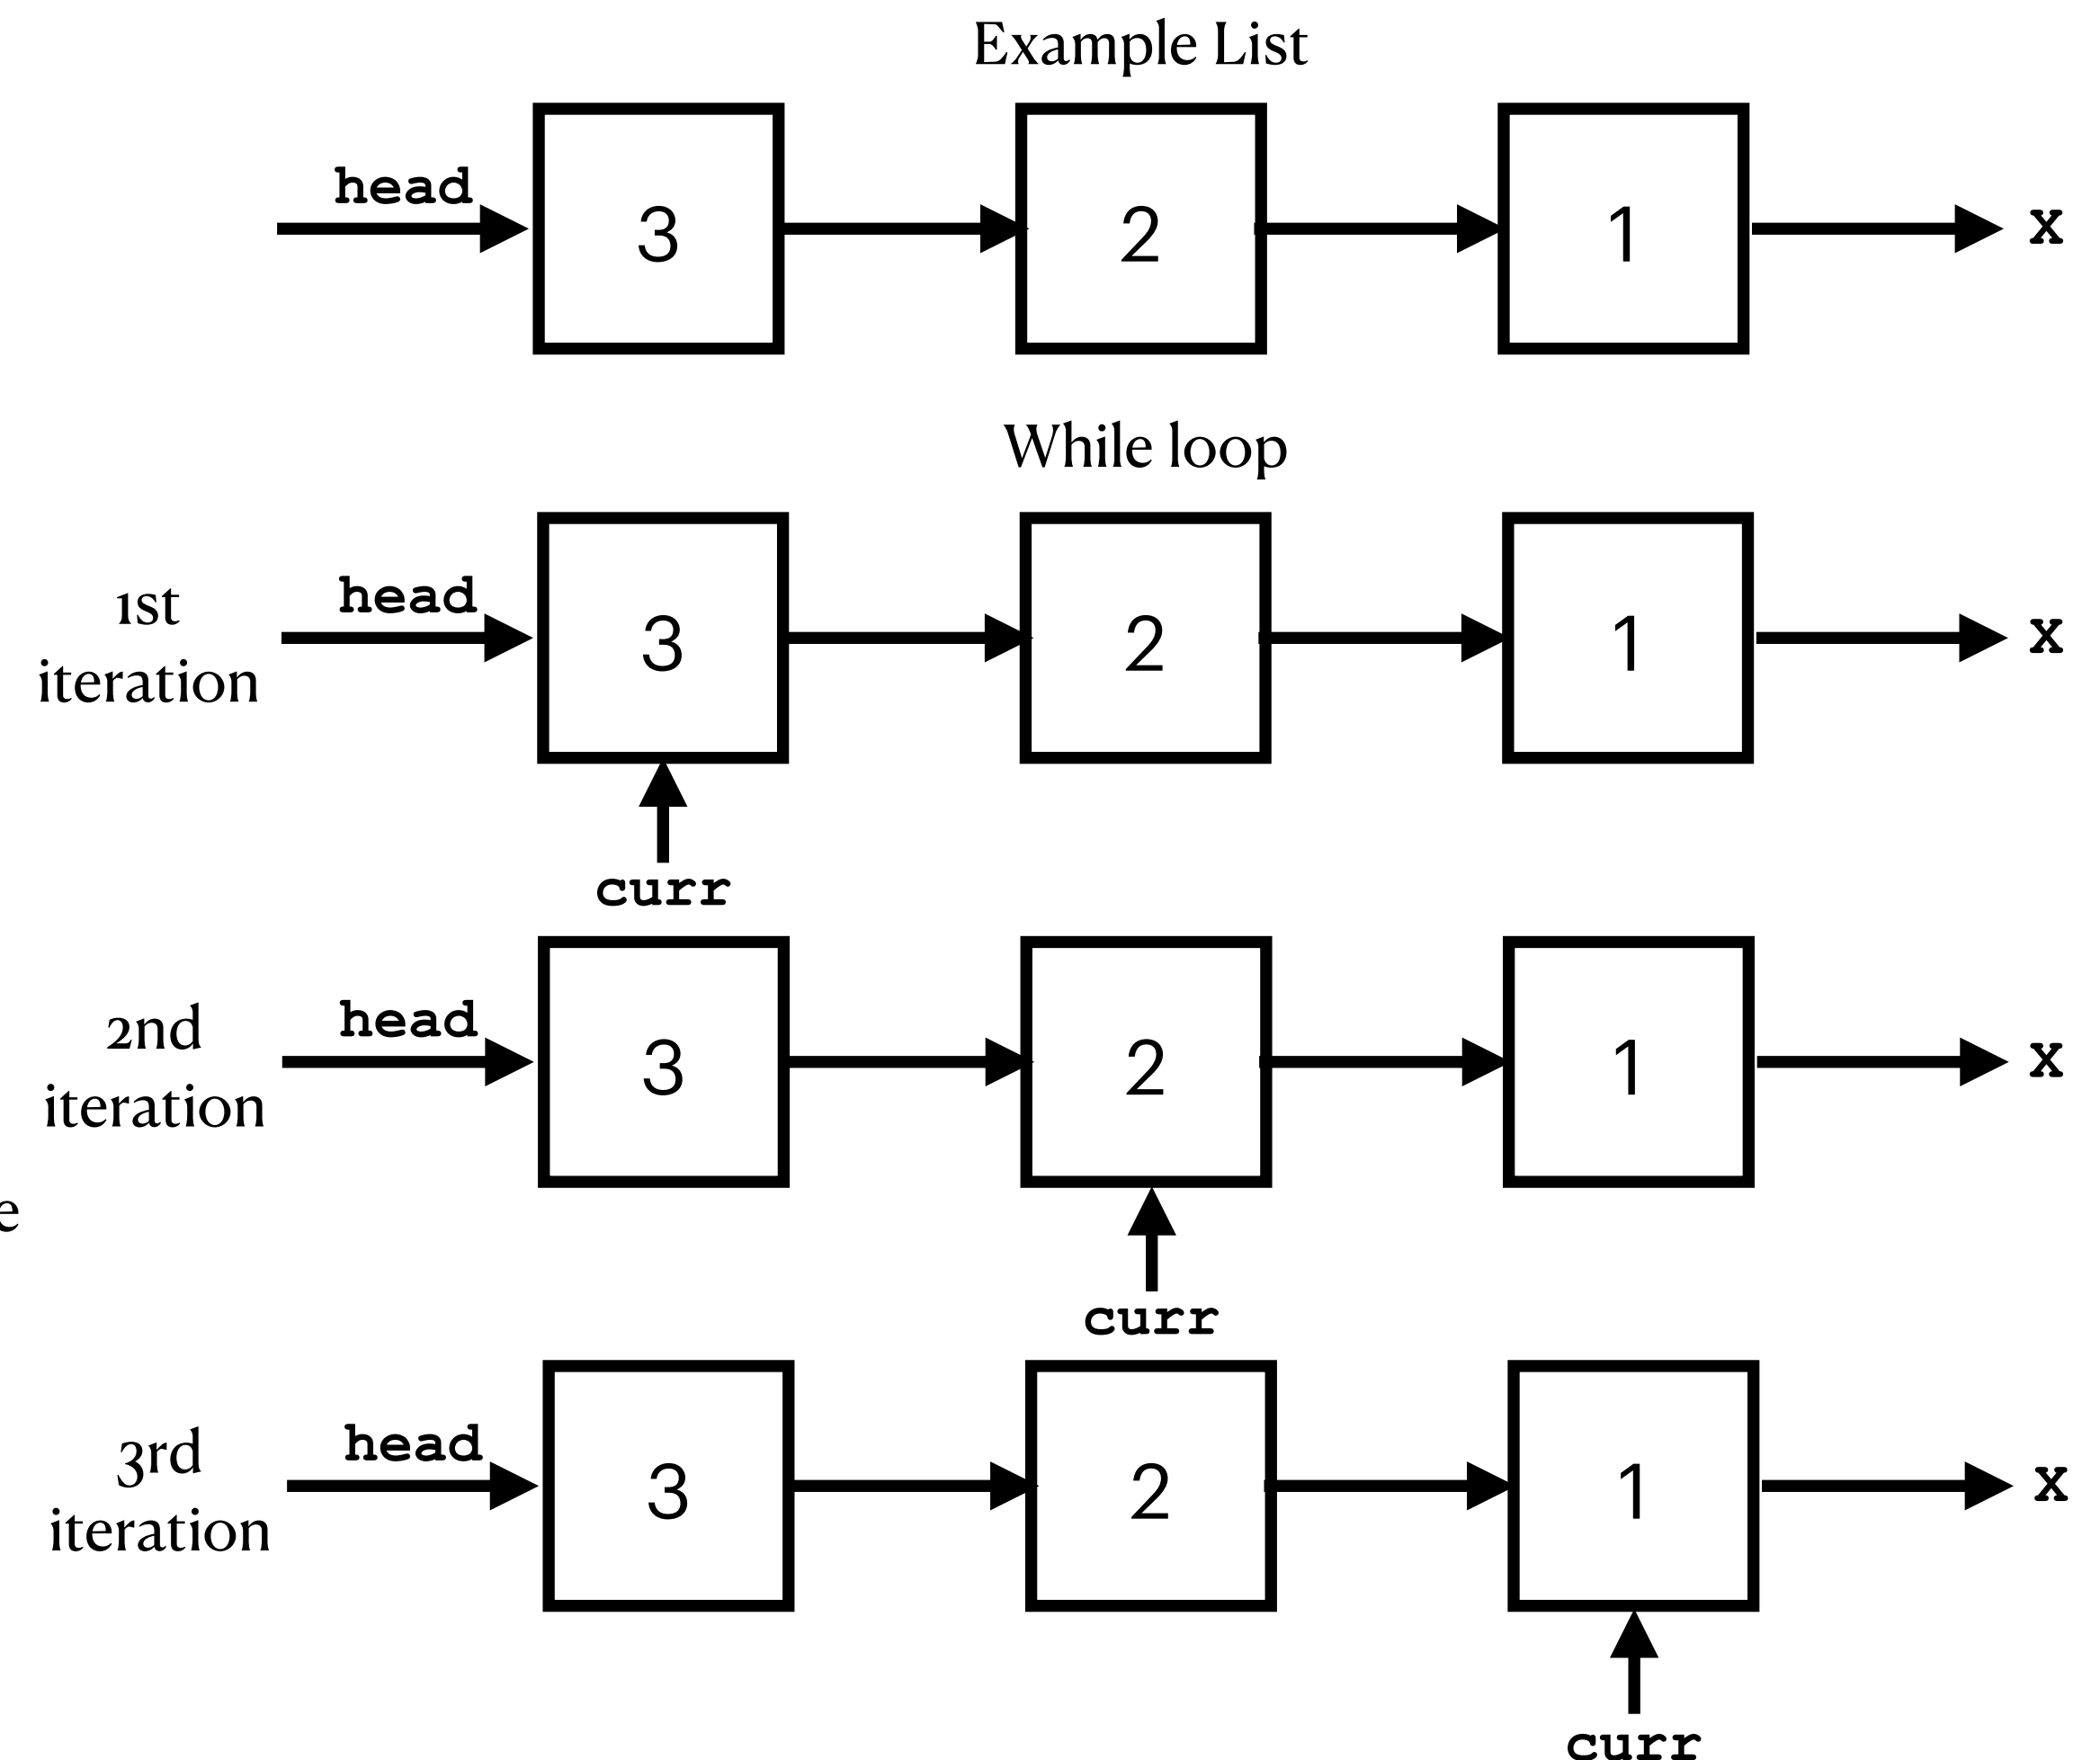 Example List
head
3
2
1
x
While loop
1st
iteration
head
3
2
1
x
curr
2nd
iteration
head
3
2
1
x
e
curr
3rd
iteration
head
3
2
1
x
curr